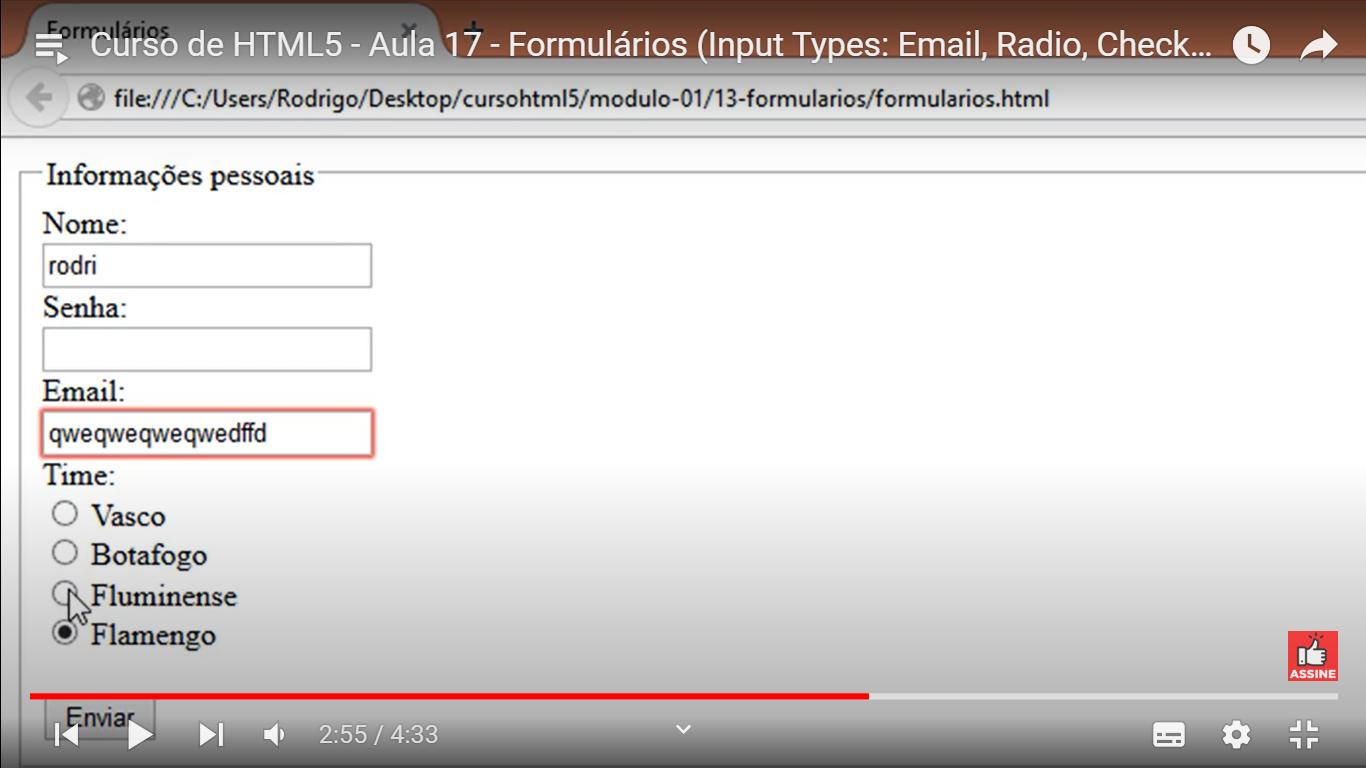 Formulários
Curso de HTML5 - Aula 17 - Formulários (Input Types: Email, Radio, Check...
file:///C:/Users/Rodrigo/Desktop/cursohtml5/modulo-01/13-formularios/formularios.html
Informações pessoais
Nome:
rodri
Senha:
Email:
qweqweqweqwedffd
Time:
Vasco
Botafogo
Fluminense
Flamengo
ASSINE
Enviar
2:55 / 4:33